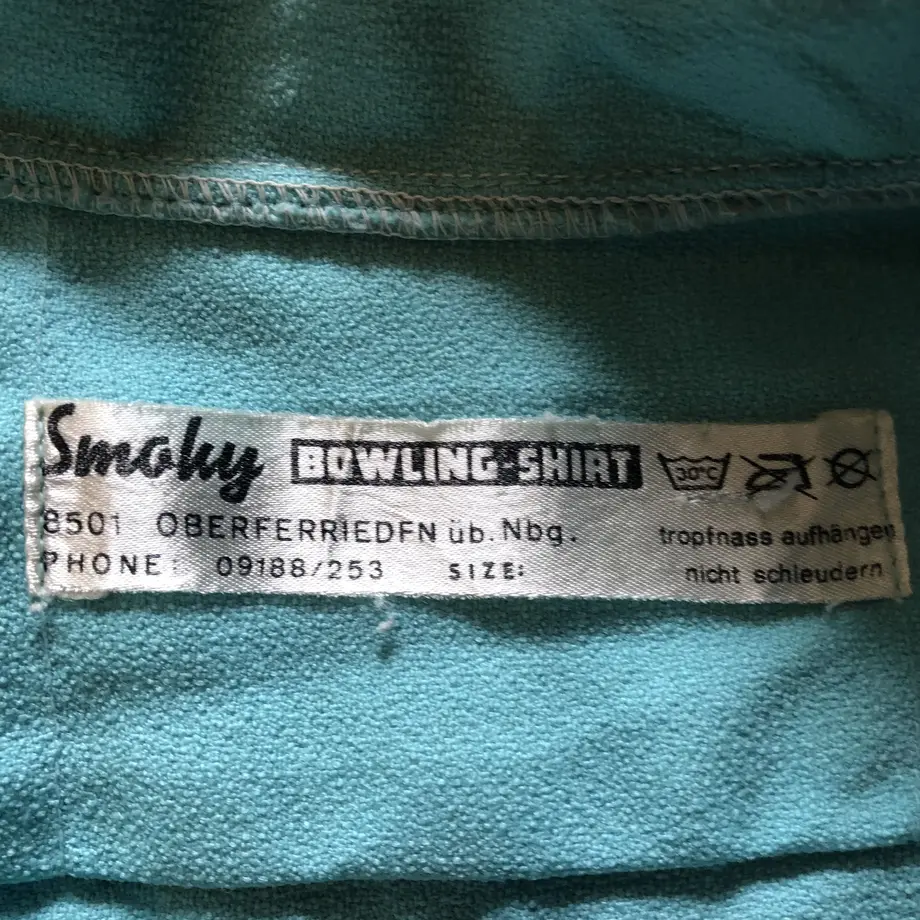 Smoky BOWLING-SHIRT 30°C
8501 OBERFERRIEDEN üb. Nbg. tropfnass aufhängen
PHONE: 09188/253 SIZE: nicht schleudern